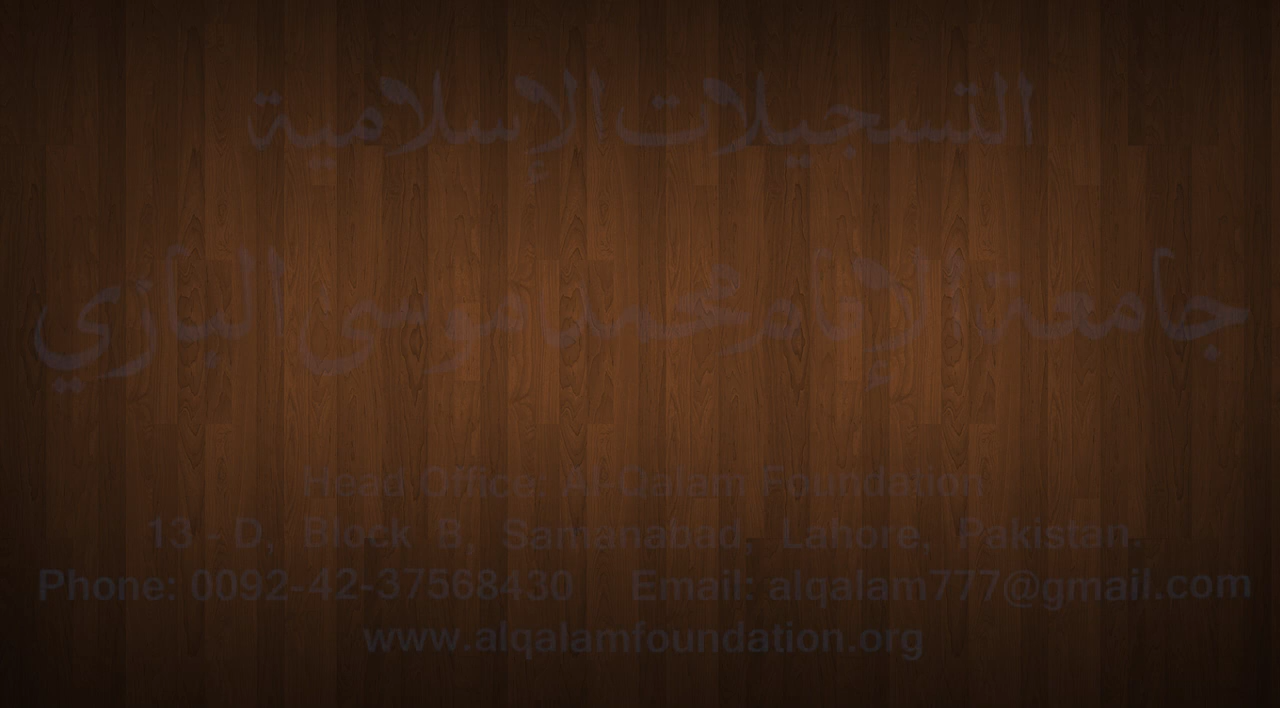 التسجيلات الإسلامية
جامعة الإمام محمد موسى البازي
Head Office: Al-Qalam Foundation
13 - D, Block B, Samanabad, Lahore, Pakistan.
Phone: 0092-42-37568430 Email: alqalam777@gmail.com
www.alqalamfoundation.org